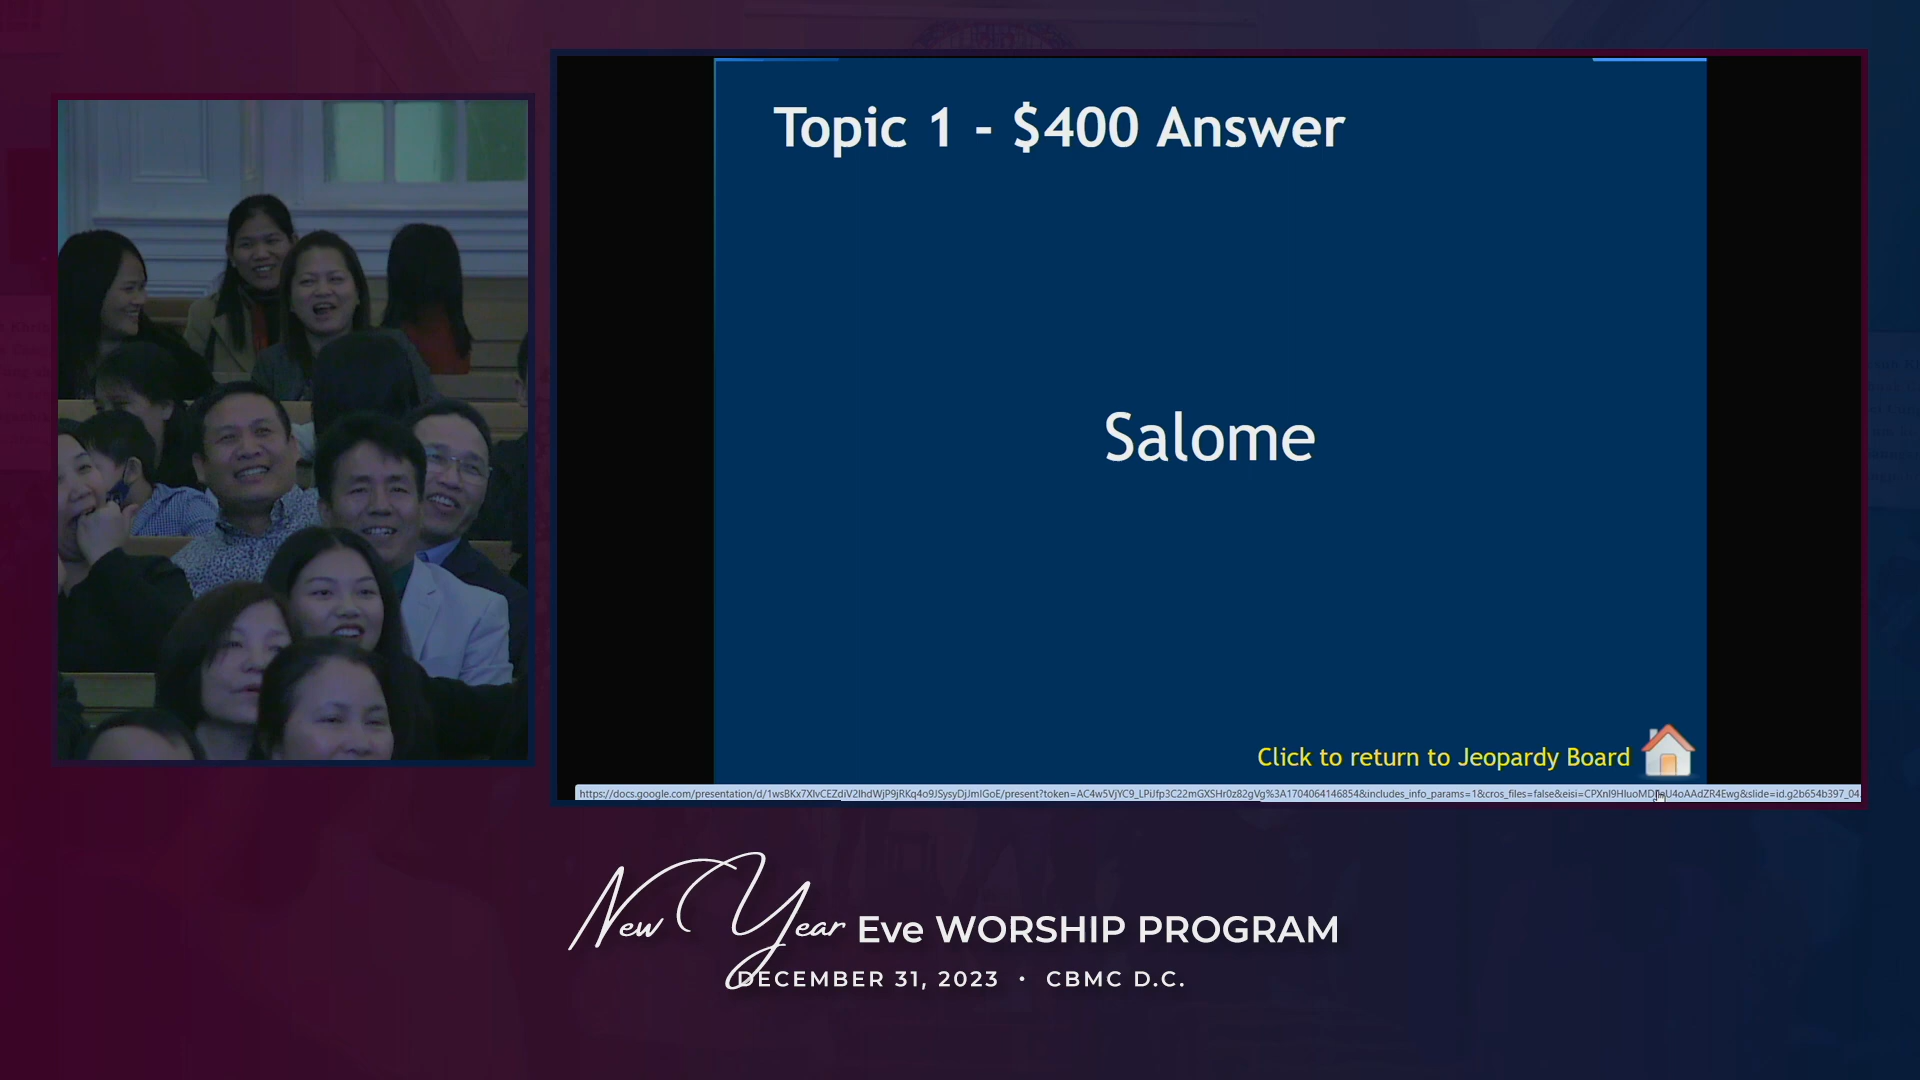 Topic 1 - $400 Answer
Salome
Click to return to Jeopardy Board
New Year Eve WORSHIP PROGRAM
DECEMBER 31, 2023 • CBMC D.C.